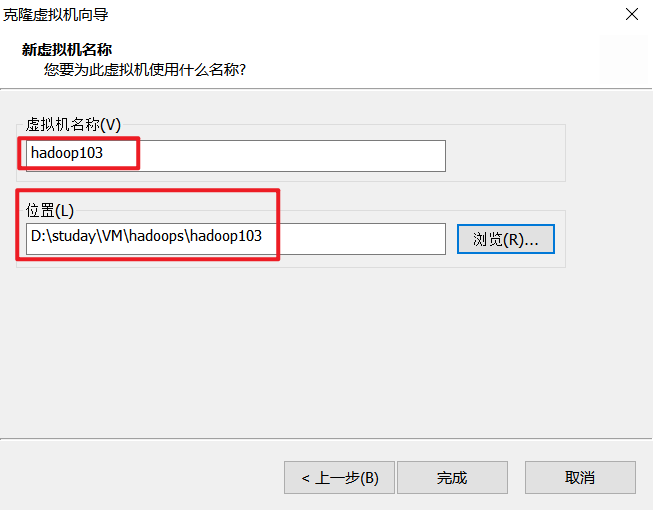 克隆虚拟机向导
新虚拟机名称
您要为此虚拟机使用什么名称?
虚拟机名称(V)
hadoop103
位置(L)
D:\studay\VM\hadoops\hadoop103
浏览(R)...
< 上一步(B)
完成
取消